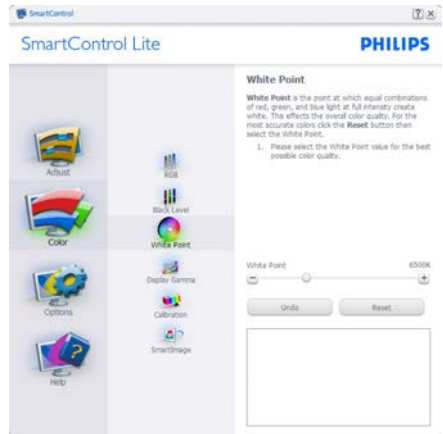 SmartControl
SmartControl Lite
PHILIPS
Adjust
Color
Options
Help
RGB
Black Level
White Point
Display Gamma
Calibration
SmartImage
White Point
White Point is the point at which equal combinations
of red, green, and blue light at full intensity create
white. This effects the overall color quality. For the
most accurate colors click the Reset button then
select the White Point.
1. Please select the White Point value for the best
possible color quality.
White Point 6500K
Undo Reset